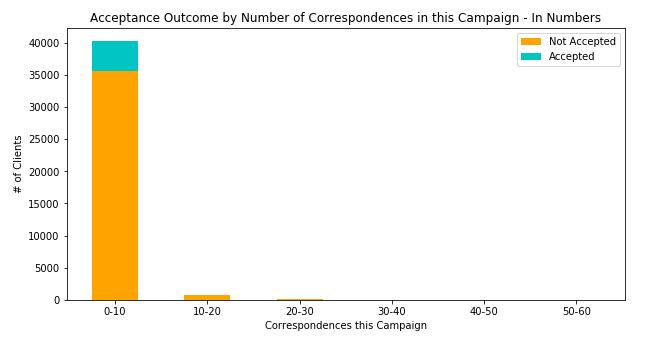 Acceptance Outcome by Number of Correspondences in this Campaign - In Numbers
Not Accepted
Accepted
# of Clients
40000
35000
30000
25000
20000
15000
10000
5000
0
0-10 10-20 20-30 30-40 40-50 50-60
Correspondences this Campaign